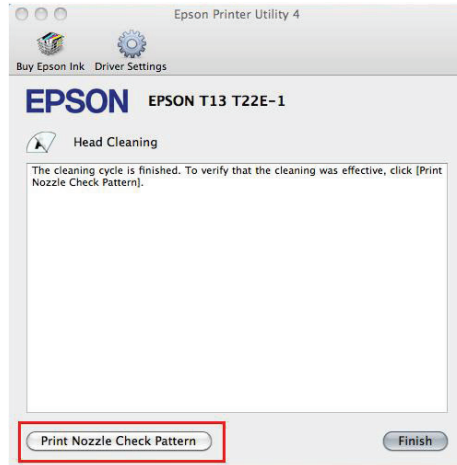 Epson Printer Utility 4
Buy Epson Ink Driver Settings
EPSON EPSON T13 T22E-1
Head Cleaning
The cleaning cycle is finished. To verify that the cleaning was effective, click [Print
Nozzle Check Pattern].
Print Nozzle Check Pattern Finish